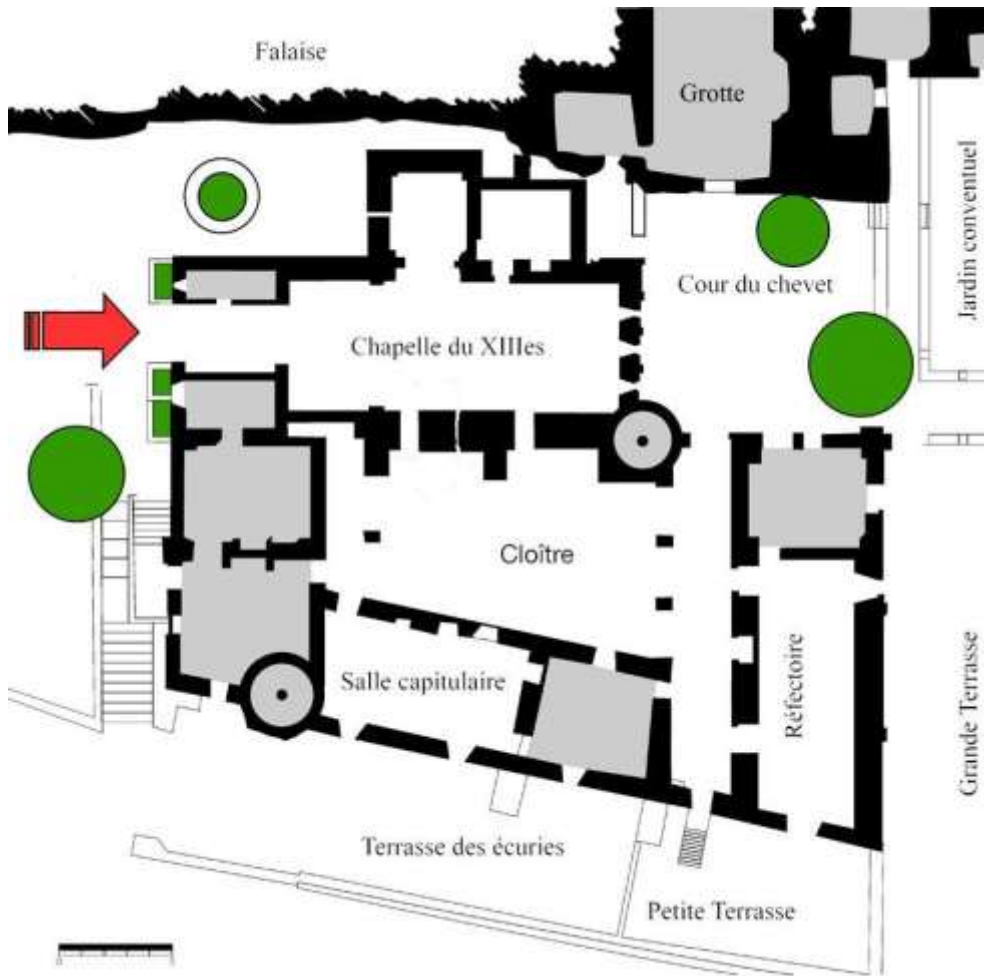 Falaise
Grotte
Jardin conventuel
Cour du chevet
Chapelle du XIIIes
Cloître
Salle capitulaire
Réfectoire
Grande Terrasse
Terrasse des écuries
Petite Terrasse